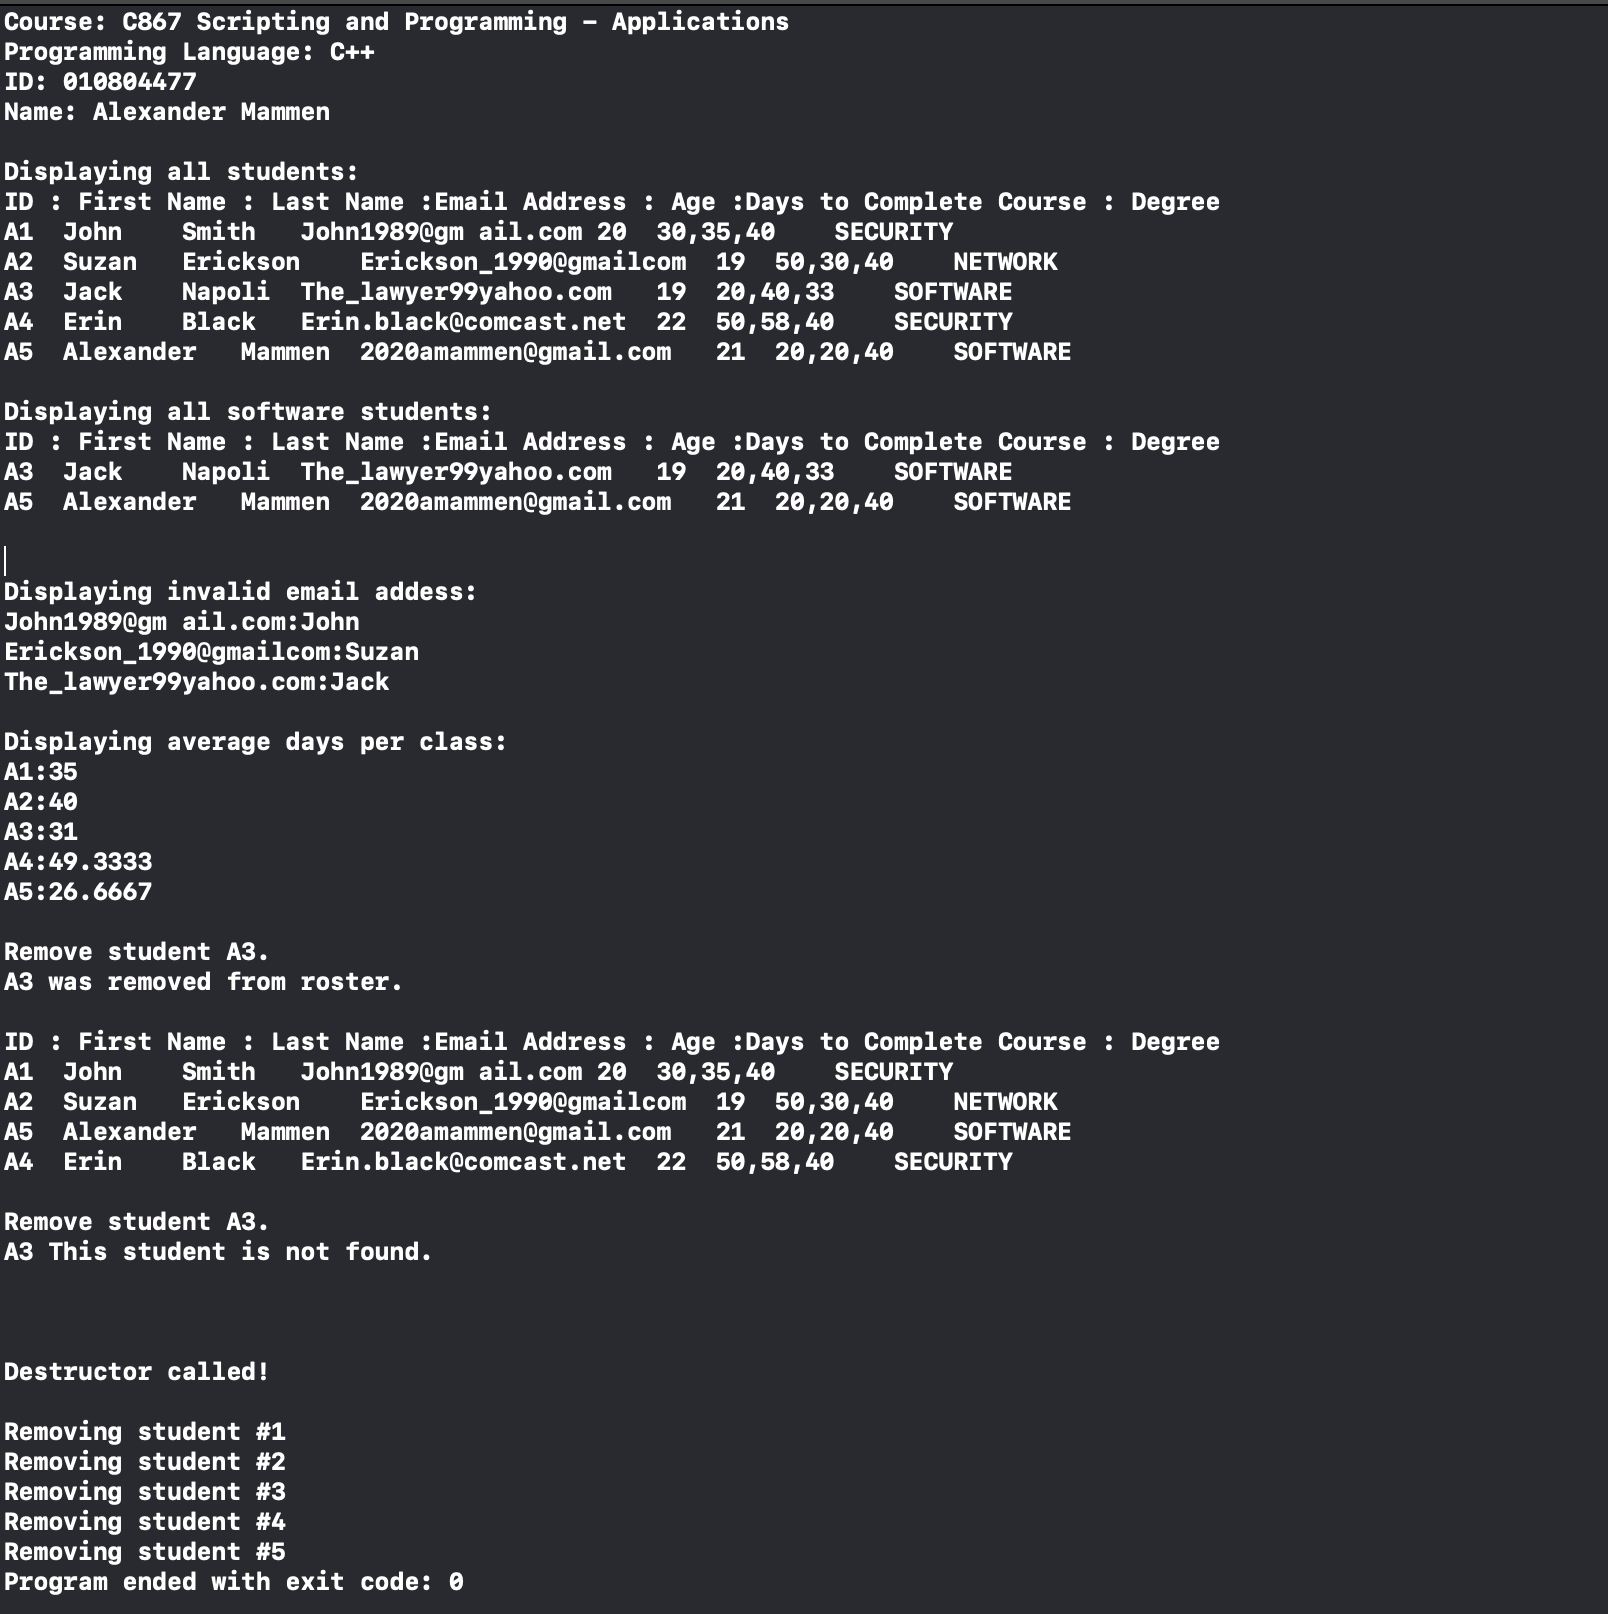 Course: C867 Scripting and Programming – Applications
Programming Language: C++
ID: 010804477
Name: Alexander Mammen
Displaying all students:
ID : First Name : Last Name :Email Address : Age :Days to Complete Course : Degree
A1  John    Smith   John1989@gm ail.com 20  30,35,40    SECURITY
A2  Suzan   Erickson    Erickson_1990@gmailcom  19  50,30,40    NETWORK
A3  Jack    Napoli  The_lawyer99yahoo.com   19  20,40,33    SOFTWARE
A4  Erin    Black   Erin.black@comcast.net  22  50,58,40    SECURITY
A5  Alexander   Mammen  2020amammen@gmail.com   21  20,20,40    SOFTWARE
Displaying all software students:
ID : First Name : Last Name :Email Address : Age :Days to Complete Course : Degree
A3  Jack    Napoli  The_lawyer99yahoo.com   19  20,40,33    SOFTWARE
A5  Alexander   Mammen  2020amammen@gmail.com   21  20,20,40    SOFTWARE
Displaying invalid email addess:
John1989@gm ail.com:John
Erickson_1990@gmailcom:Suzan
The_lawyer99yahoo.com:Jack
Displaying average days per class:
A1:35
A2:40
A3:31
A4:49.3333
A5:26.6667
Remove student A3.
A3 was removed from roster.
ID : First Name : Last Name :Email Address : Age :Days to Complete Course : Degree
A1  John    Smith   John1989@gm ail.com 20  30,35,40    SECURITY
A2  Suzan   Erickson    Erickson_1990@gmailcom  19  50,30,40    NETWORK
A5  Alexander   Mammen  2020amammen@gmail.com   21  20,20,40    SOFTWARE
A4  Erin    Black   Erin.black@comcast.net  22  50,58,40    SECURITY
Remove student A3.
A3 This student is not found.
Destructor called!
Removing student #1
Removing student #2
Removing student #3
Removing student #4
Removing student #5
Program ended with exit code: 0